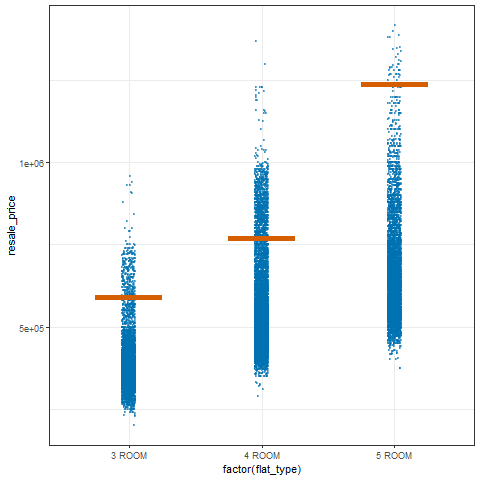 resale_price
1e+06
5e+05
3 ROOM
4 ROOM
5 ROOM
factor(flat_type)